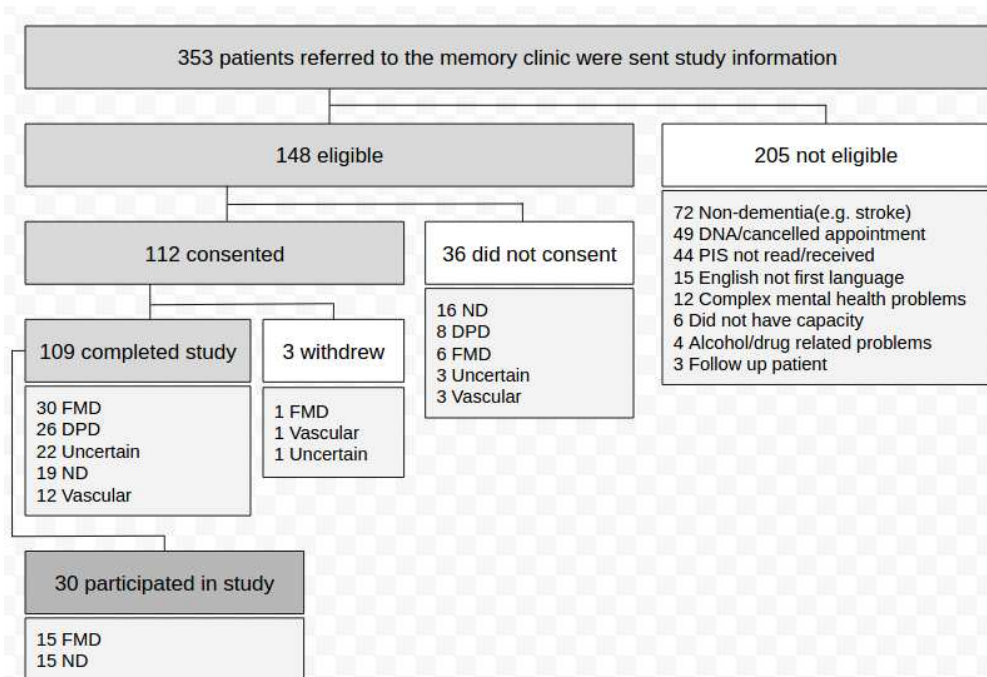 353 patients referred to the memory clinic were sent study information
148 eligible
205 not eligible
72 Non-dementia(e.g. stroke)
49 DNA/cancelled appointment
44 PIS not read/received
15 English not first language
12 Complex mental health problems
6 Did not have capacity
4 Alcohol/drug related problems
3 Follow up patient
112 consented
36 did not consent
16 ND
8 DPD
6 FMD
3 Uncertain
3 Vascular
109 completed study
3 withdrew
30 FMD
26 DPD
22 Uncertain
19 ND
12 Vascular
1 FMD
1 Vascular
1 Uncertain
30 participated in study
15 FMD
15 ND